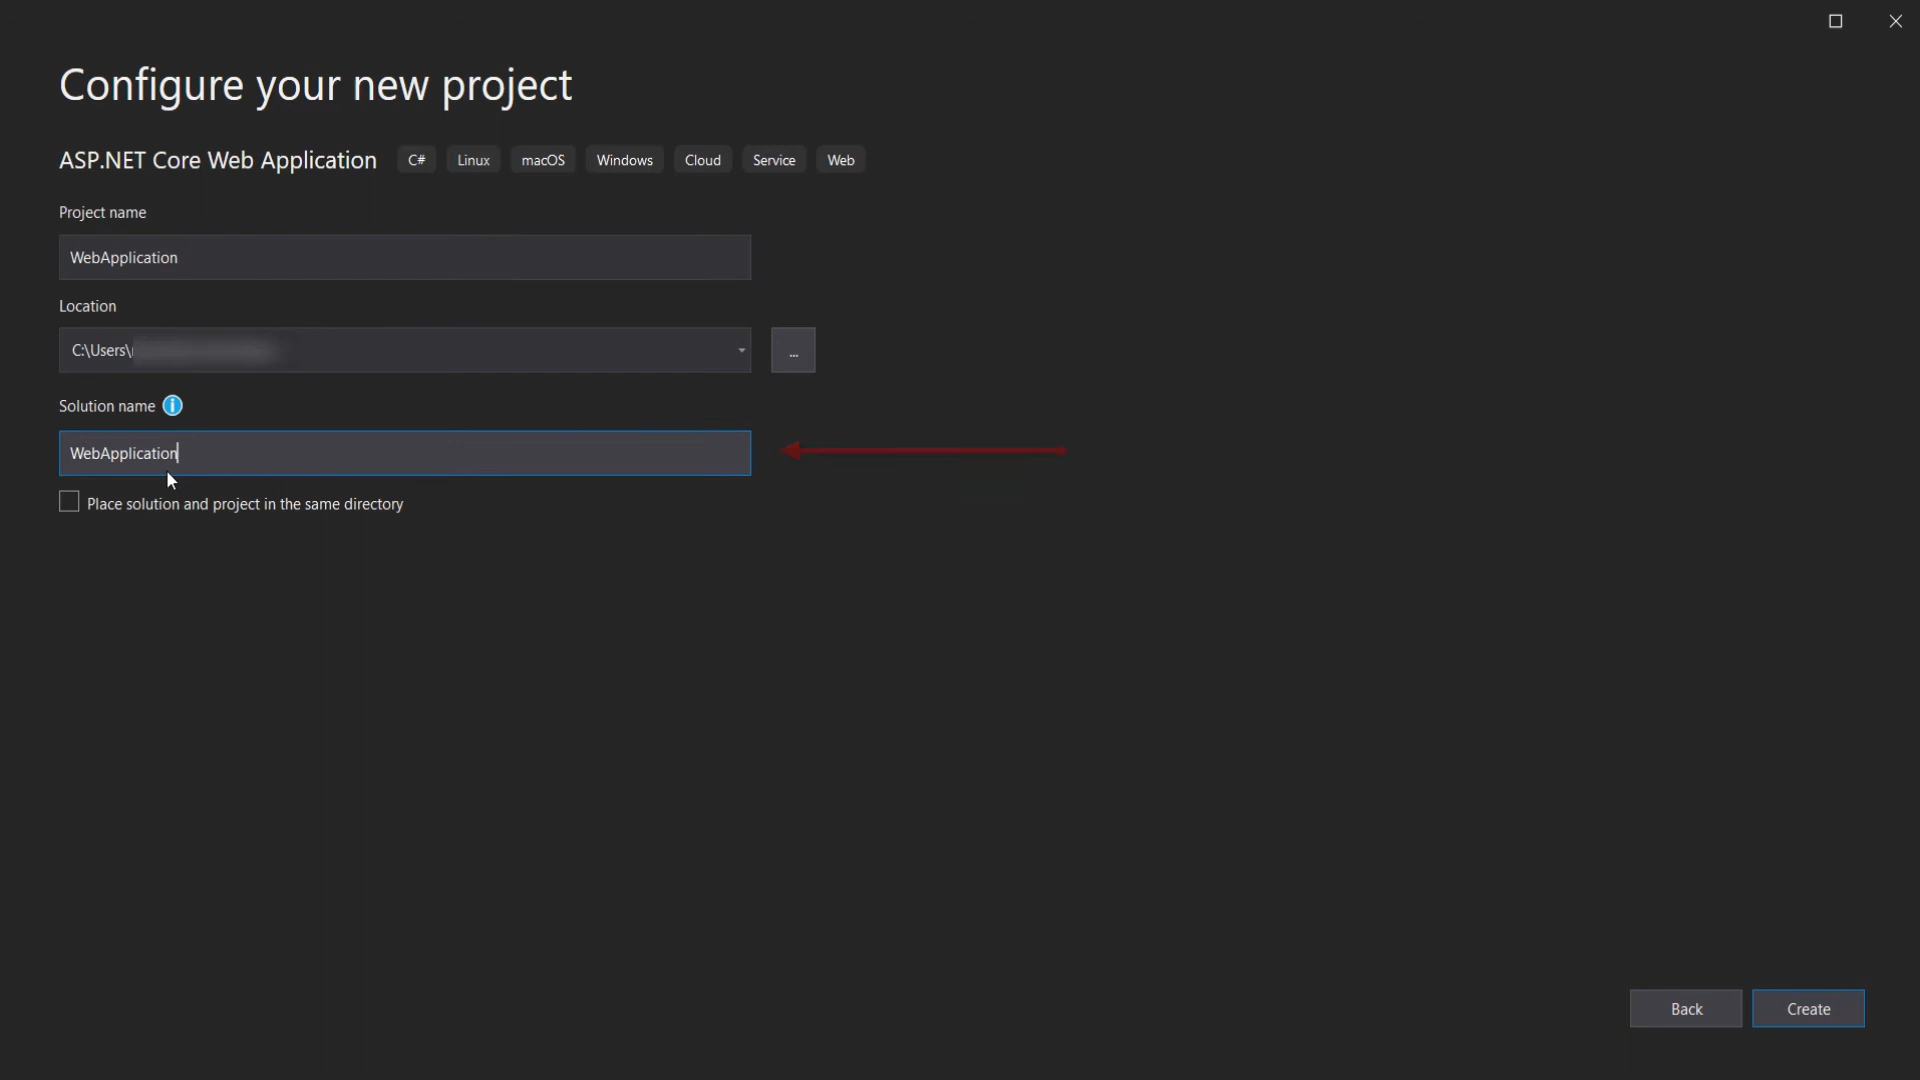 Configure your new project
ASP.NET Core Web Application C# Linux macOS Windows Cloud Service Web
Project name
WebApplication
Location
C:\Users\
...
Solution name
WebApplication
Place solution and project in the same directory
Back Create